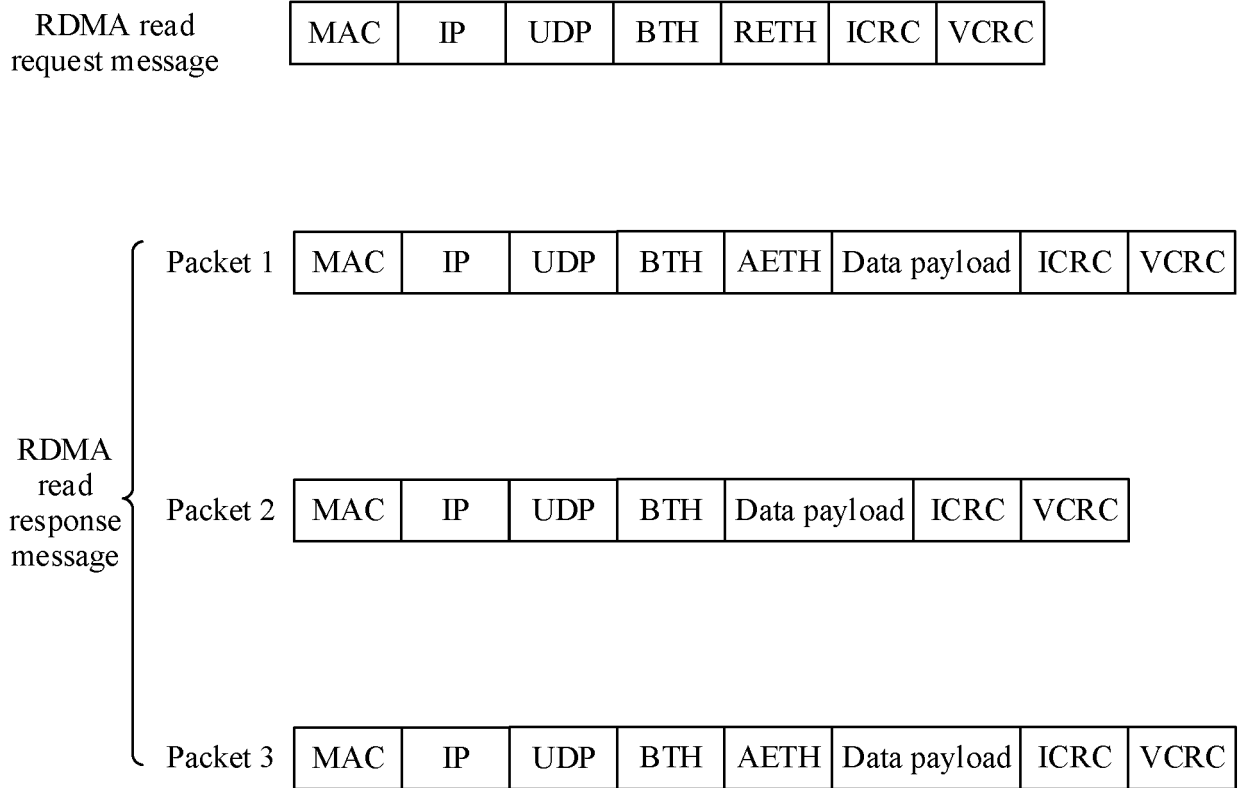 RDMA read
request message
MAC IP UDP BTH RETH ICRC VCRC
Packet 1 MAC IP UDP BTH AETH Data payload ICRC VCRC
RDMA
read
response
message
Packet 2 MAC IP UDP BTH Data payload ICRC VCRC
Packet 3 MAC IP UDP BTH AETH Data payload ICRC VCRC